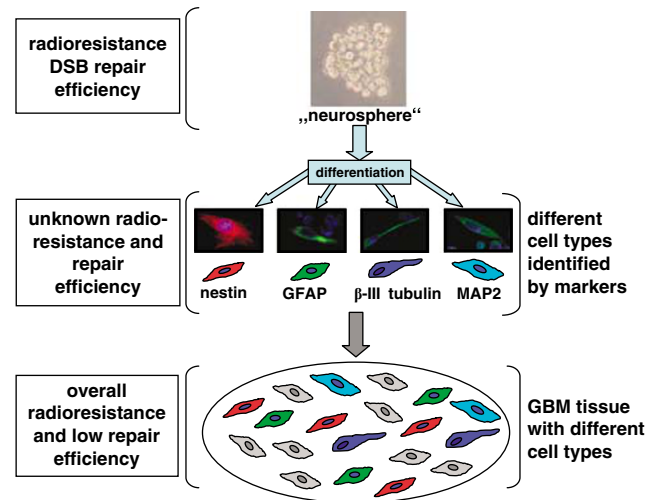 radioresistance
DSB repair
efficiency
„neurosphere“
differentiation
unknown radio-
resistance and
repair
efficiency
different
cell types
identified
by markers
nestin
GFAP
β-III tubulin
MAP2
overall
radioresistance
and low repair
efficiency
GBM tissue
with different
cell types